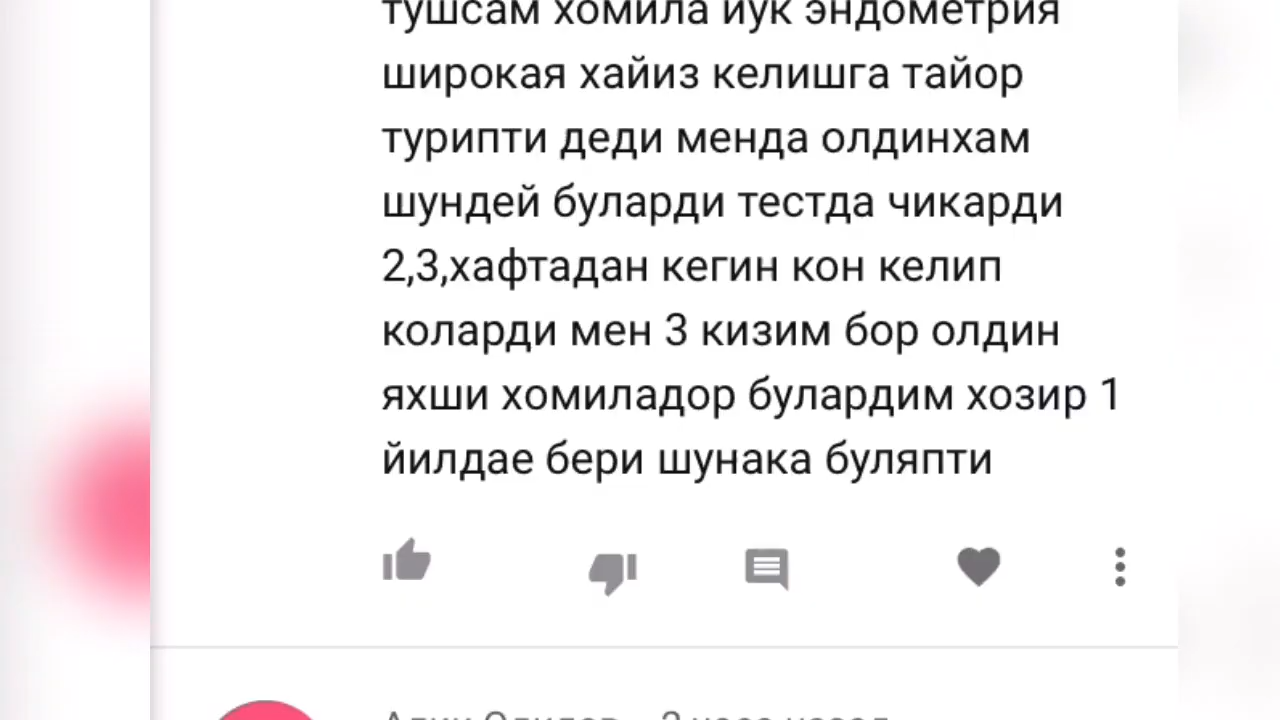 тушсам хомила йук эндометрия
широкая хайиз келишга тайор
турипти деди менда олдинхам
шундей буларди тестда чикарди
2,3,хафтадан кегин кон келип
коларди мен 3 кизим бор олдин
яхши хомиладор булардим хозир 1
йилдае бери шунака буляпти